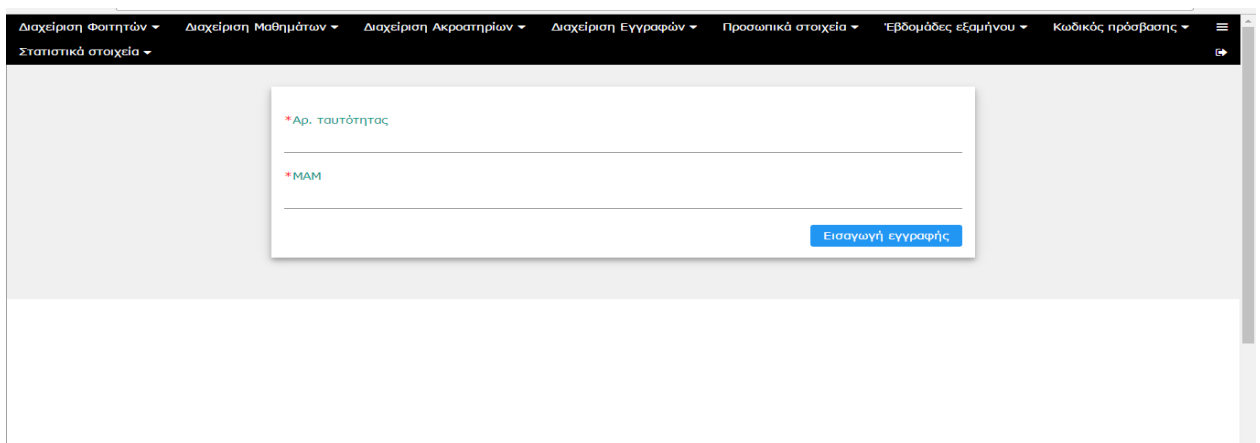 Διαχείριση Φοιτητών Διαχείριση Μαθημάτων Διαχείριση Ακροατηρίων Διαχείριση Εγγραφών Προσωπικά στοιχεία Έβδομάδες εξαμήνου Κωδικός πρόσβασης
Στατιστικά στοιχεία
*Αρ. ταυτότητας
*ΜΑΜ
Εισαγωγή εγγραφής